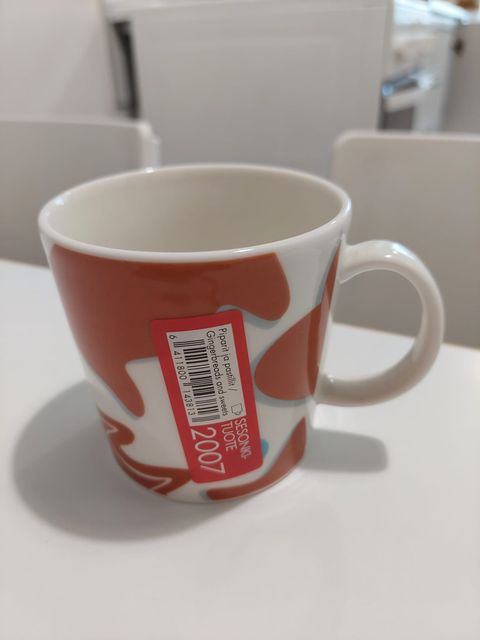 Piparit ja pastillit /
Gingerbreads and sweets
6 411800 143813
SESONKI-
TUOTE
2007